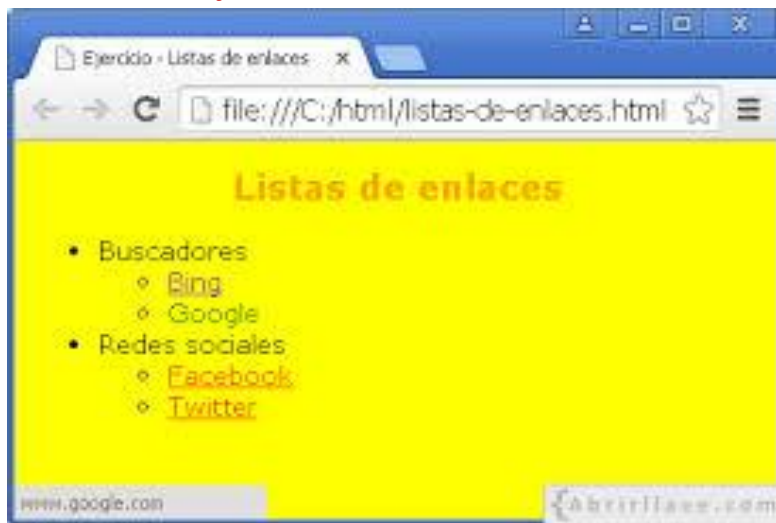 Ejercicio - Listas de enlaces
file:///C:/html/listas-de-enlaces.html
Listas de enlaces
Buscadores
Bing
Google
Redes sociales
Facebook
Twitter
www.google.com
{Abrirllave.com